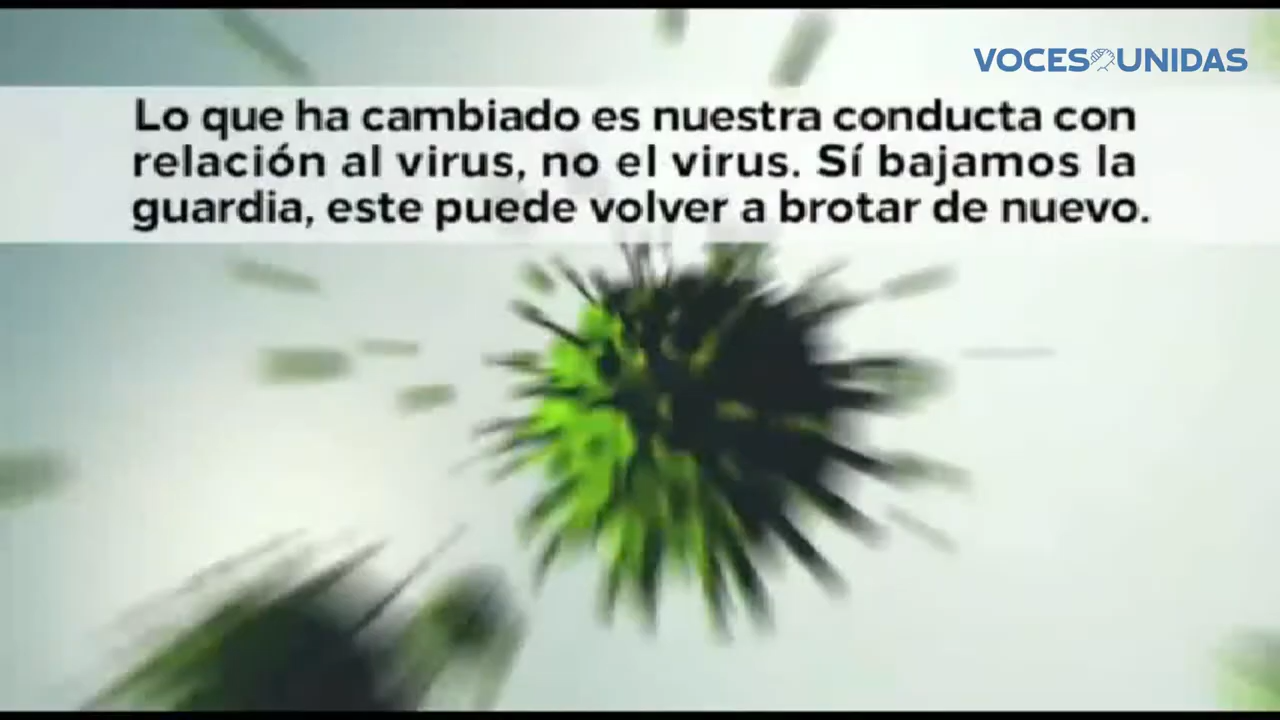 VOCES UNIDAS
Lo que ha cambiado es nuestra conducta con
relación al virus, no el virus. Sí bajamos la
guardia, este puede volver a brotar de nuevo.